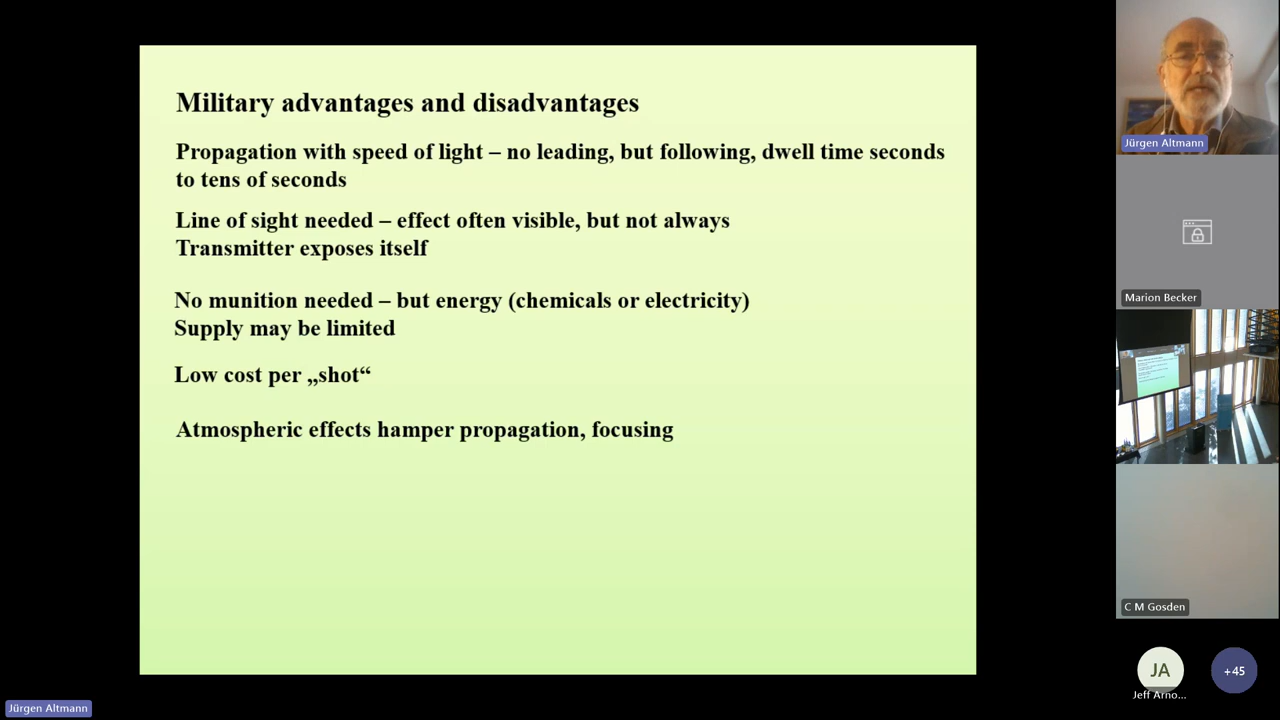 Military advantages and disadvantages
Propagation with speed of light – no leading, but following, dwell time seconds
to tens of seconds
Line of sight needed – effect often visible, but not always
Transmitter exposes itself
No munition needed – but energy (chemicals or electricity)
Supply may be limited
Low cost per „shot“
Atmospheric effects hamper propagation, focusing
Jürgen Altmann
Marion Becker
C M Gosden
JA
+45
Jeff Arno...
Jürgen Altmann